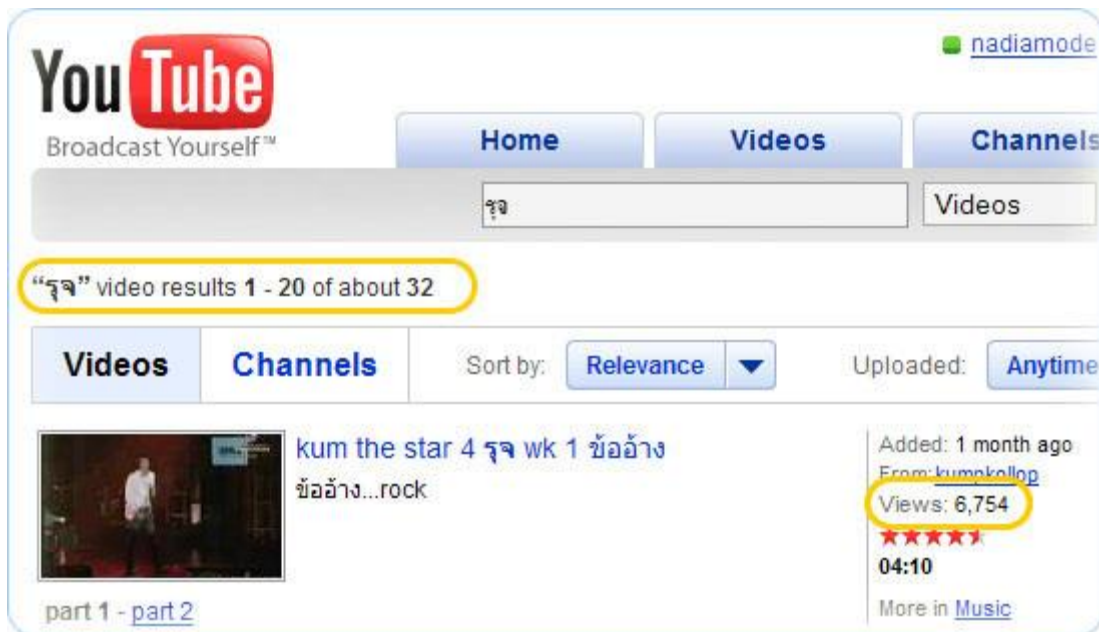 YouTube
Broadcast Yourself™
nadiamode
Home Videos Channels
รุจ Videos
“รุจ” video results 1 - 20 of about 32
Videos Channels Sort by: Relevance Uploaded: Anytime
kum the star 4 รุจ wk 1 ข้ออ้าง
ข้ออ้าง...rock
part 1 - part 2
Added: 1 month ago
From: kumpkollop
Views: 6,754
04:10
More in Music